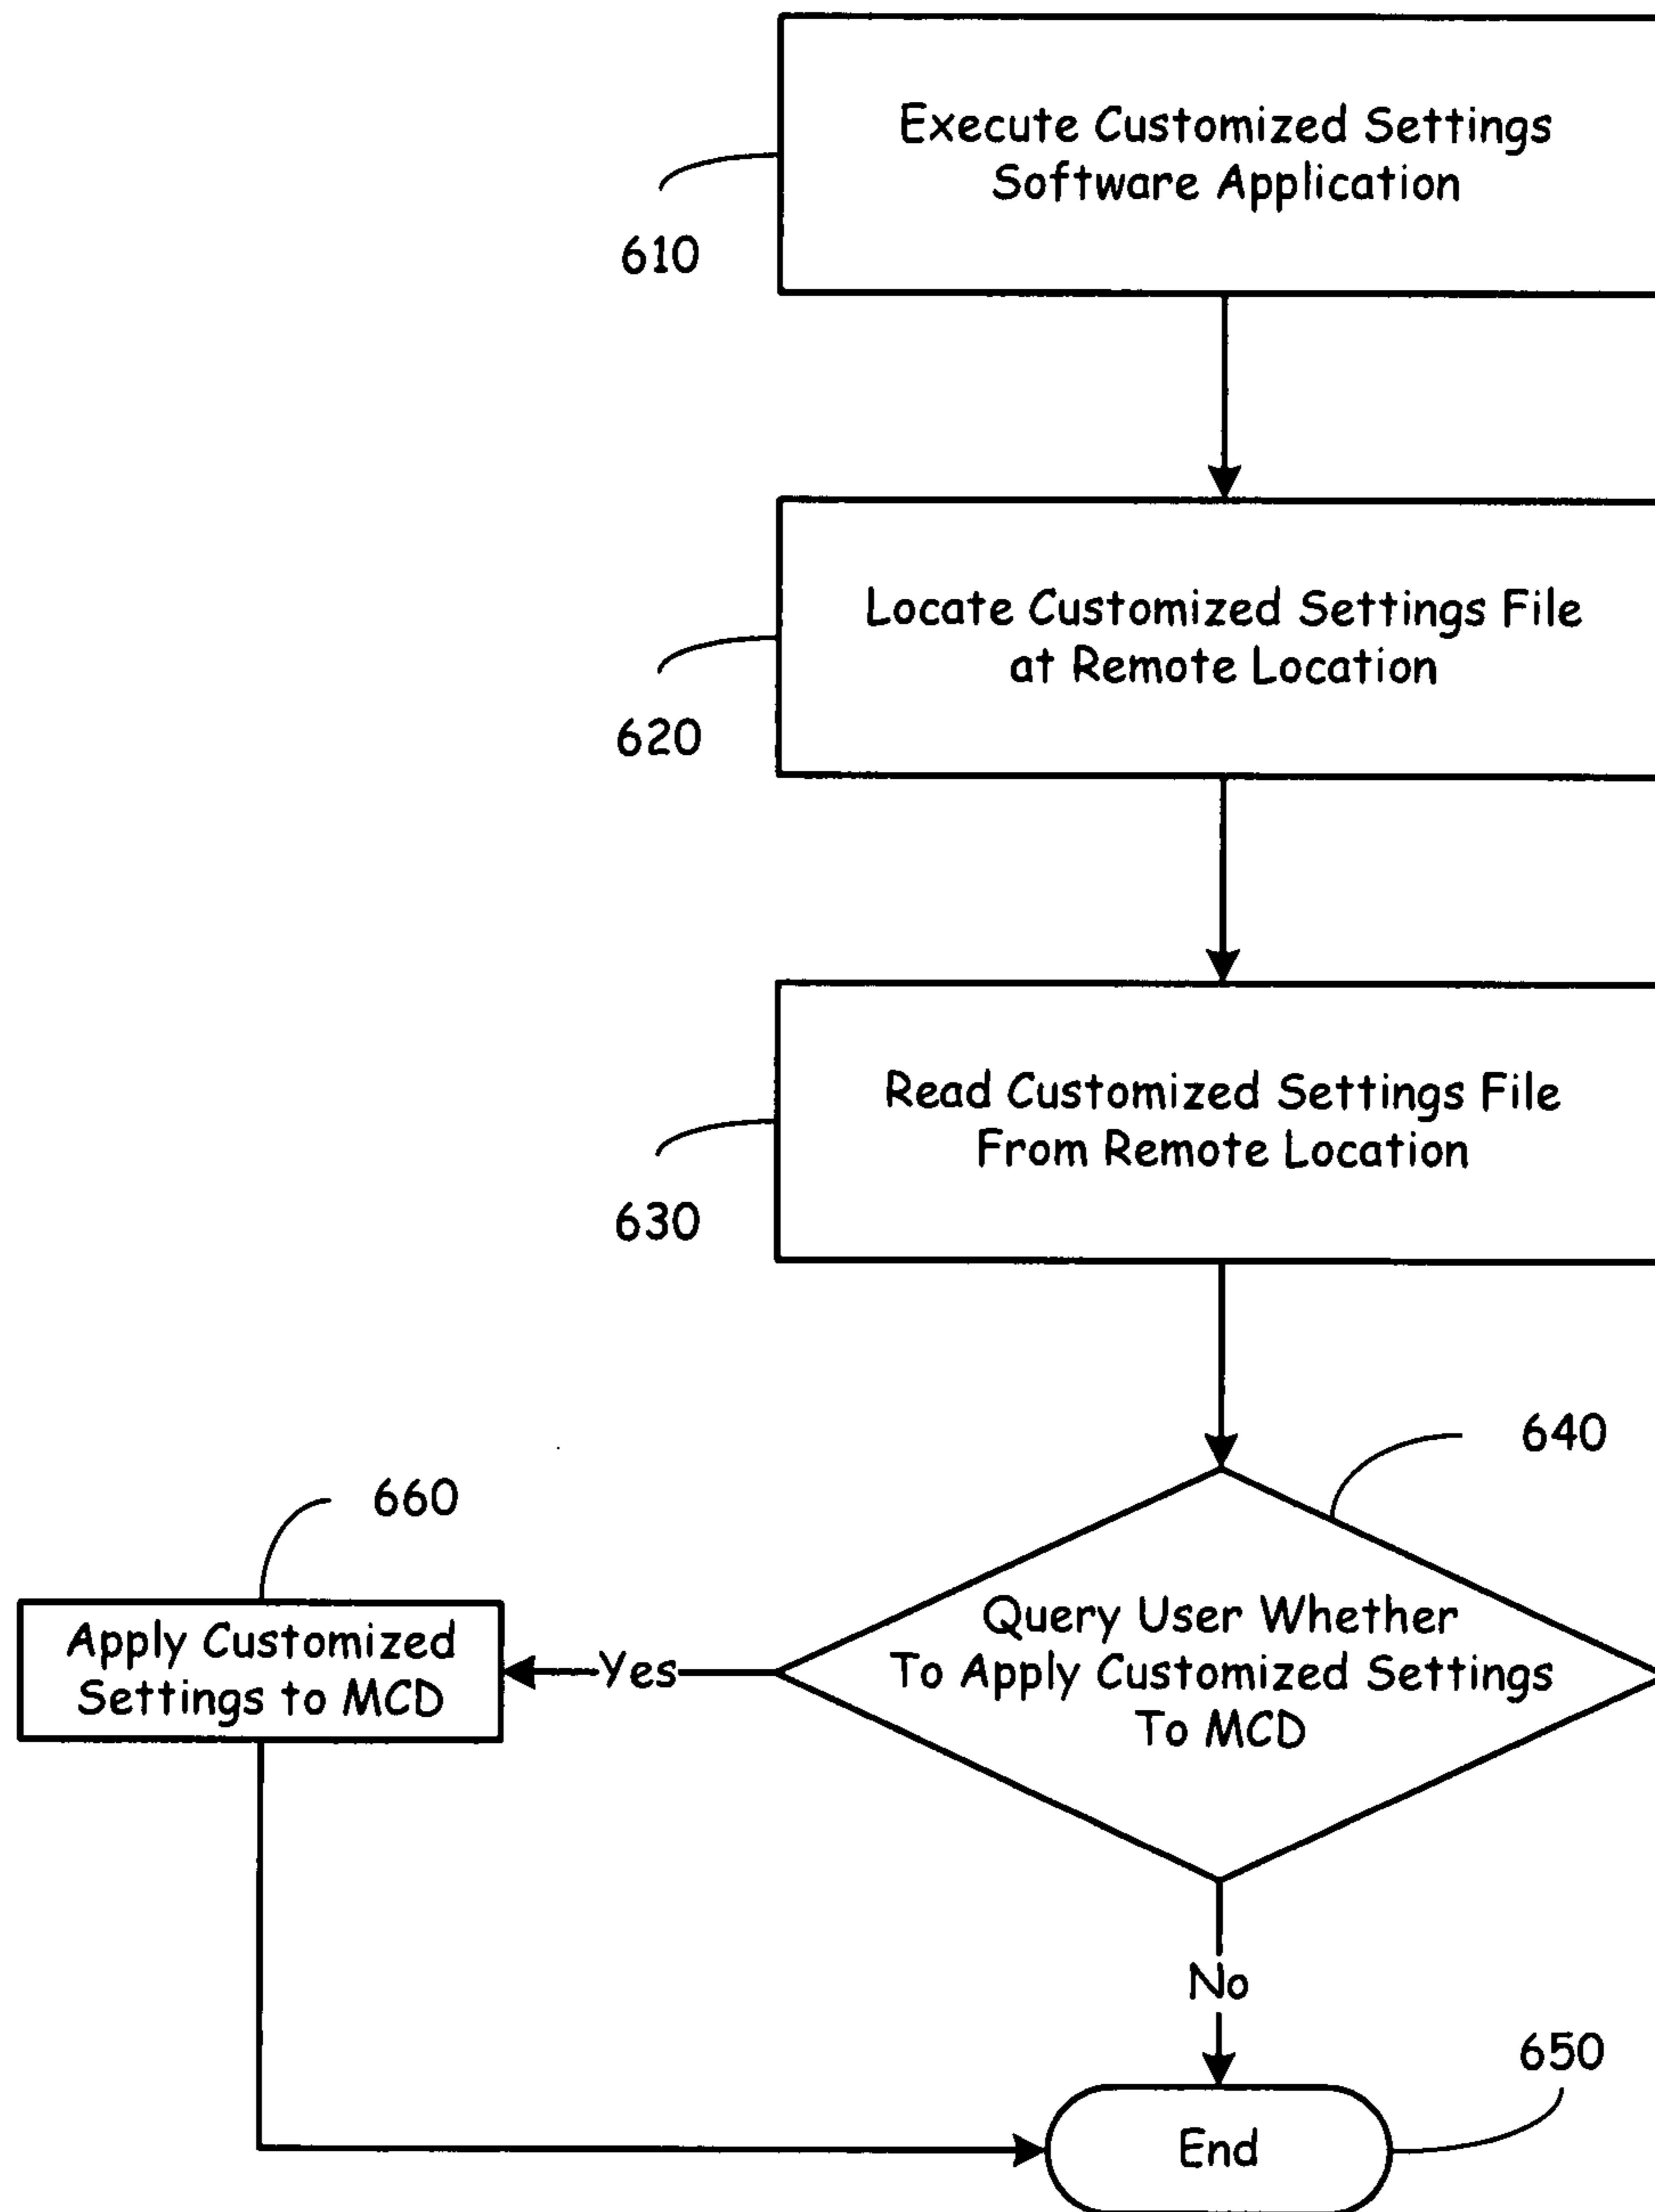 Execute Customized Settings
Software Application
610
Locate Customized Settings File
at Remote Location
620
Read Customized Settings File
From Remote Location
630
640
660
Query User Whether
To Apply Customized Settings
To MCD
Yes
Apply Customized
Settings to MCD
No
650
End